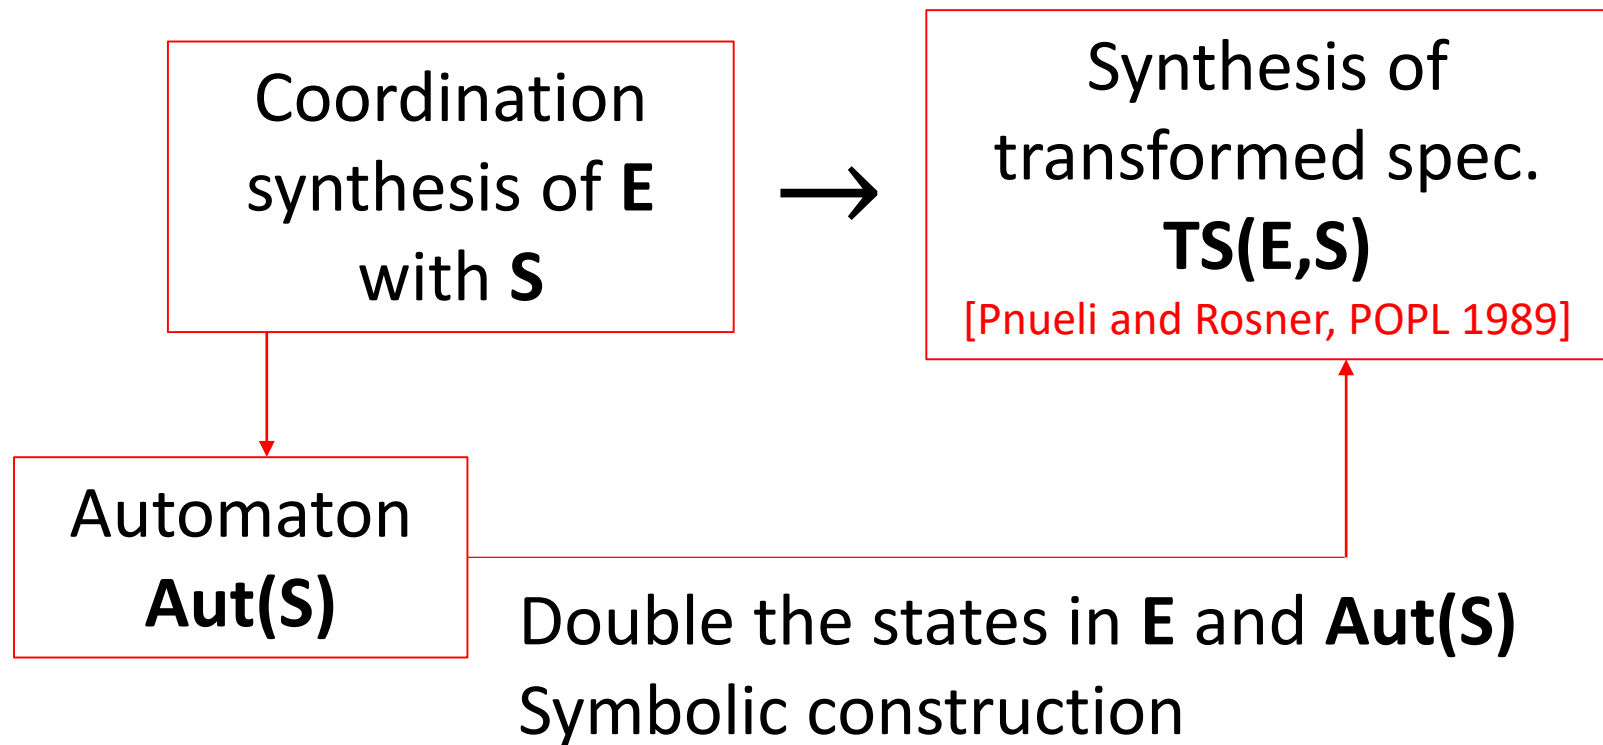 Coordination
synthesis of E
with S
→
Synthesis of
transformed spec.
TS(E,S)
[Pnueli and Rosner, POPL 1989]
Automaton
Aut(S)
Double the states in E and Aut(S)
Symbolic construction